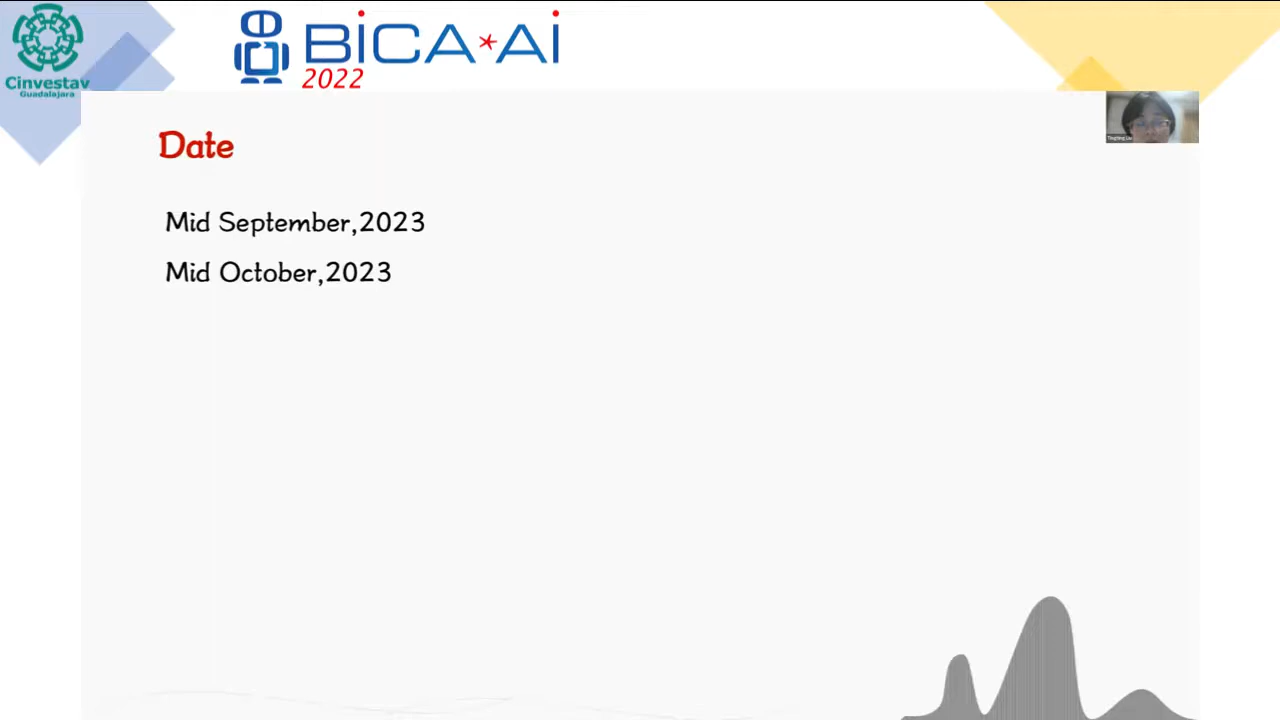 Cinvestav
Guadalajara
BiCA*Ai
2022
Date
Mid September,2023
Mid October,2023